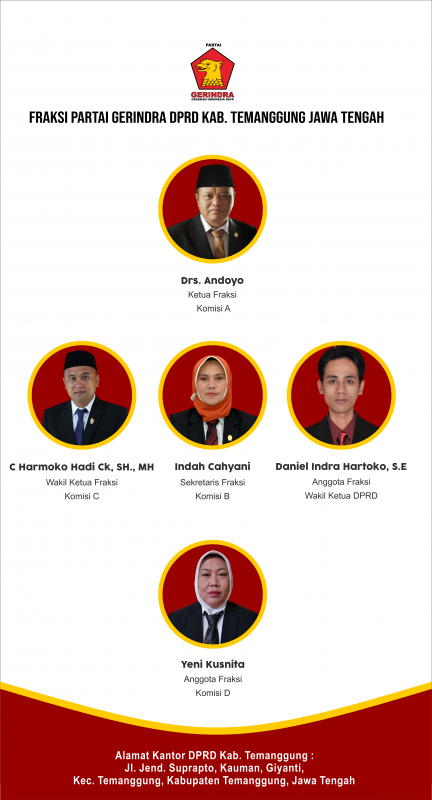 PARTAI
GERINDRA
GERAKAN INDONESIA RAYA
FRAKSI PARTAI GERINDRA DPRD KAB. TEMANGGUNG JAWA TENGAH
Drs. Andoyo
Ketua Fraksi
Komisi A
C Harmoko Hadi Ck, SH., MH
Wakil Ketua Fraksi
Komisi C
Indah Cahyani
Sekretaris Fraksi
Komisi B
Daniel Indra Hartoko, S.E
Anggota Fraksi
Wakil Ketua DPRD
Yeni Kusnita
Anggota Fraksi
Komisi D
Alamat Kantor DPRD Kab. Temanggung :
Jl. Jend. Suprapto, Kauman, Giyanti,
Kec. Temanggung, Kabupaten Temanggung, Jawa Tengah